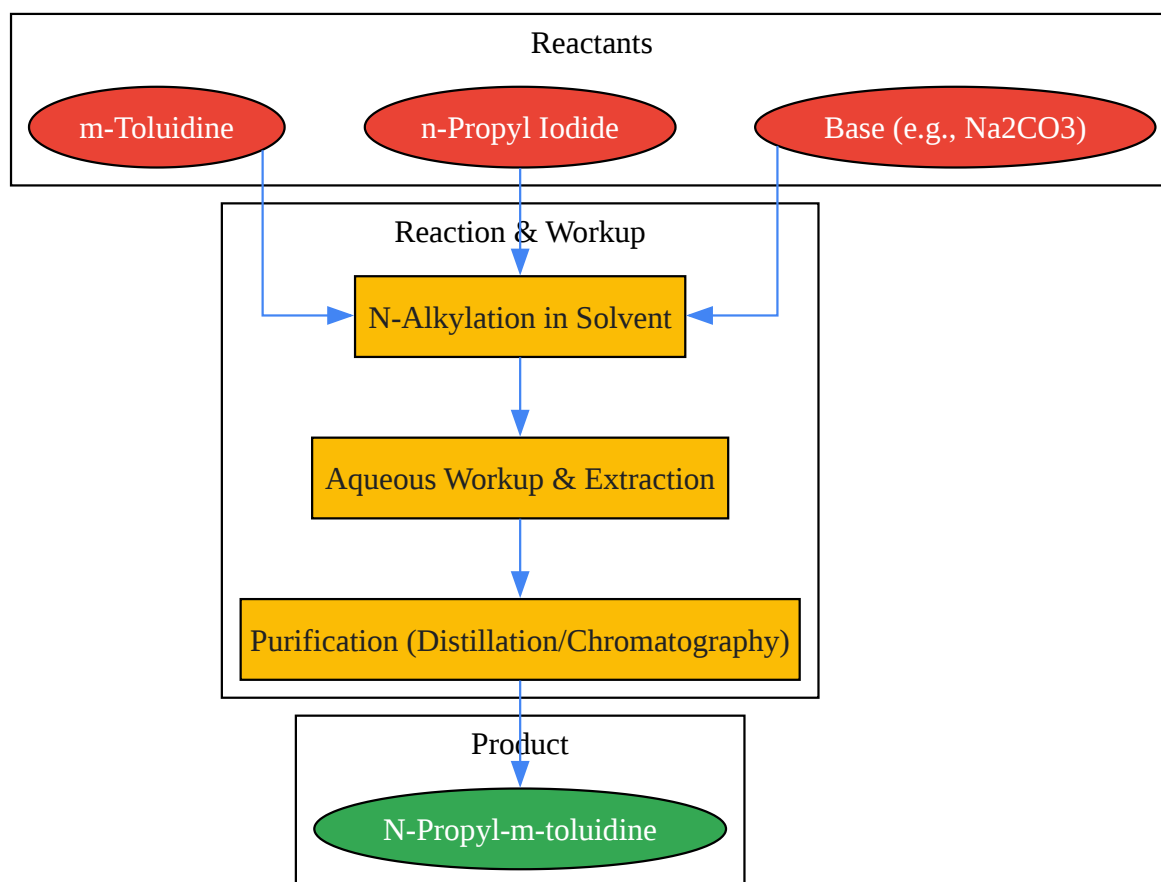 Reactants
m-Toluidine
n-Propyl Iodide
Base (e.g., Na2CO3)
Reaction & Workup
N-Alkylation in Solvent
Aqueous Workup & Extraction
Purification (Distillation/Chromatography)
Product
N-Propyl-m-toluidine